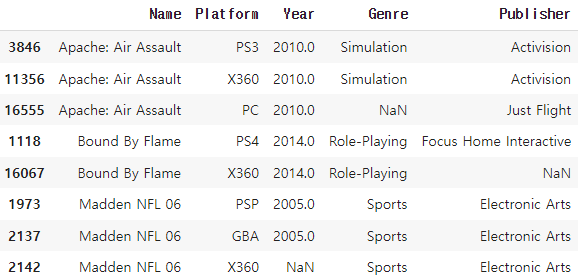 Name Platform Year Genre Publisher
3846 Apache: Air Assault PS3 2010.0 Simulation Activision
11356 Apache: Air Assault X360 2010.0 Simulation Activision
16555 Apache: Air Assault PC 2010.0 NaN Just Flight
1118 Bound By Flame PS4 2014.0 Role-Playing Focus Home Interactive
16067 Bound By Flame X360 2014.0 Role-Playing NaN
1973 Madden NFL 06 PSP 2005.0 Sports Electronic Arts
2137 Madden NFL 06 GBA 2005.0 Sports Electronic Arts
2142 Madden NFL 06 X360 NaN Sports Electronic Arts